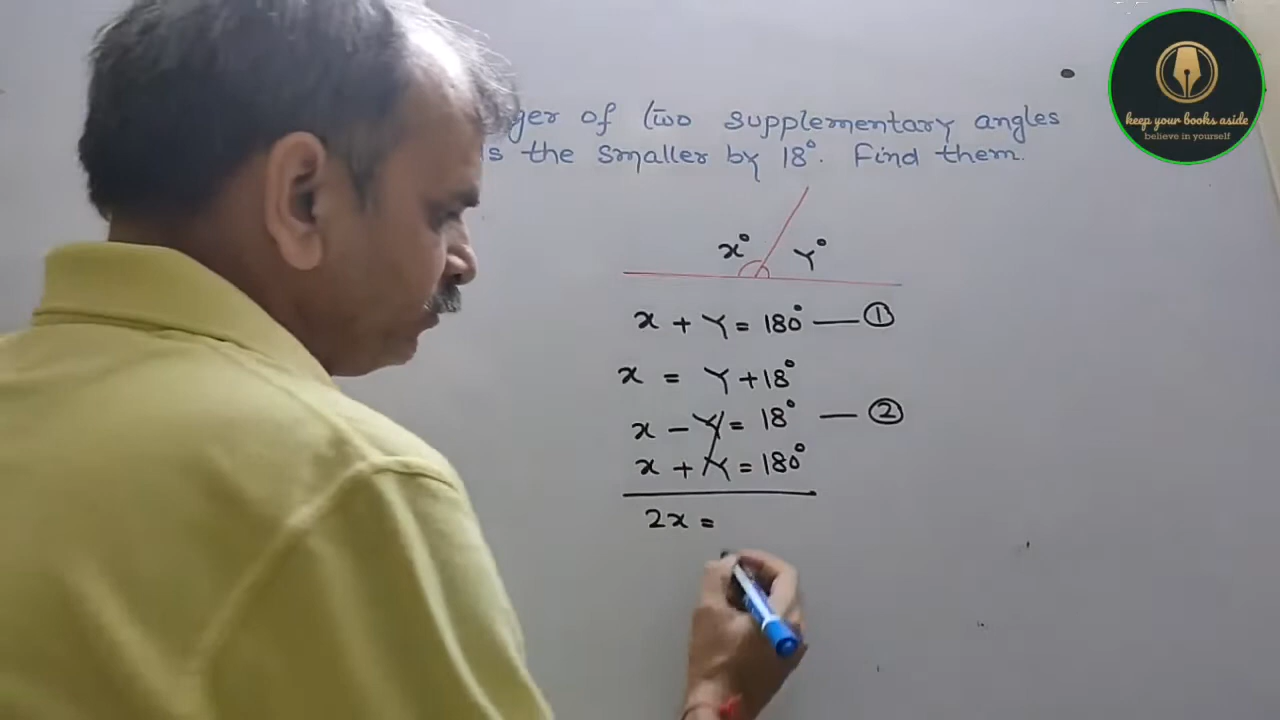 ger of two supplementary angles
s the smaller by 18°. Find them.
x° Y°
x + Y = 180° — ①
x = Y + 18°
x - Y = 18° — ②
x + Y = 180°
2x =
keep your books aside
believe in yourself